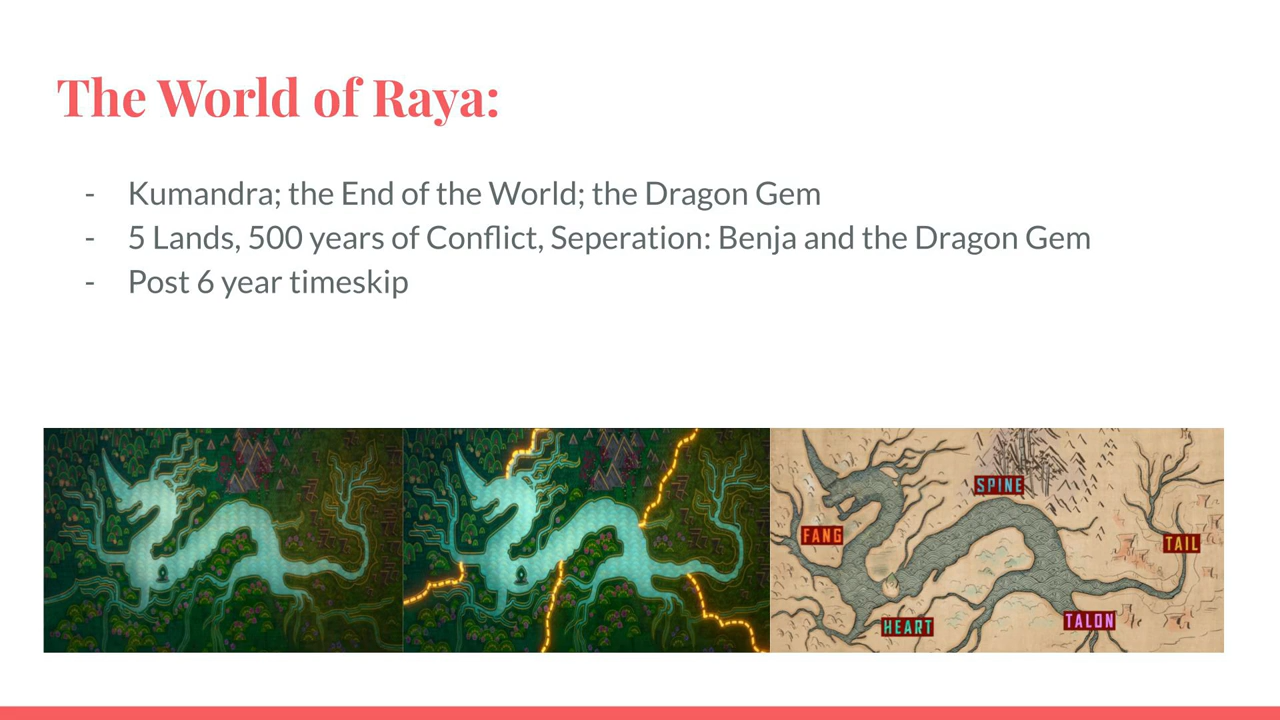 The World of Raya:
- Kumandra; the End of the World; the Dragon Gem
- 5 Lands, 500 years of Conflict, Seperation: Benja and the Dragon Gem
- Post 6 year timeskip
SPINE
FANG
TAIL
HEART
TALON